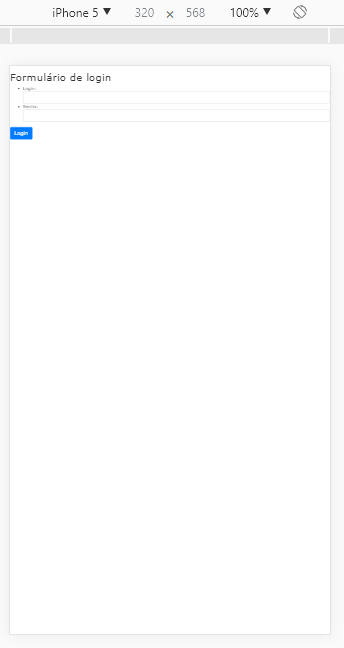 iPhone 5 ▼ 320 × 568 100% ▼
Formulário de login
Login:
Senha:
Login